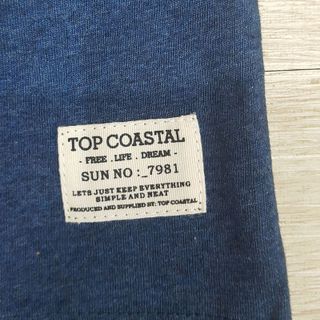 TOP COASTAL
- FREE . LIFE . DREAM -
SUN NO :_7981
LETS JUST KEEP EVERYTHING
SIMPLE AND NEAT
PRODUCED AND SUPPLIED BY: TOP COASTAL